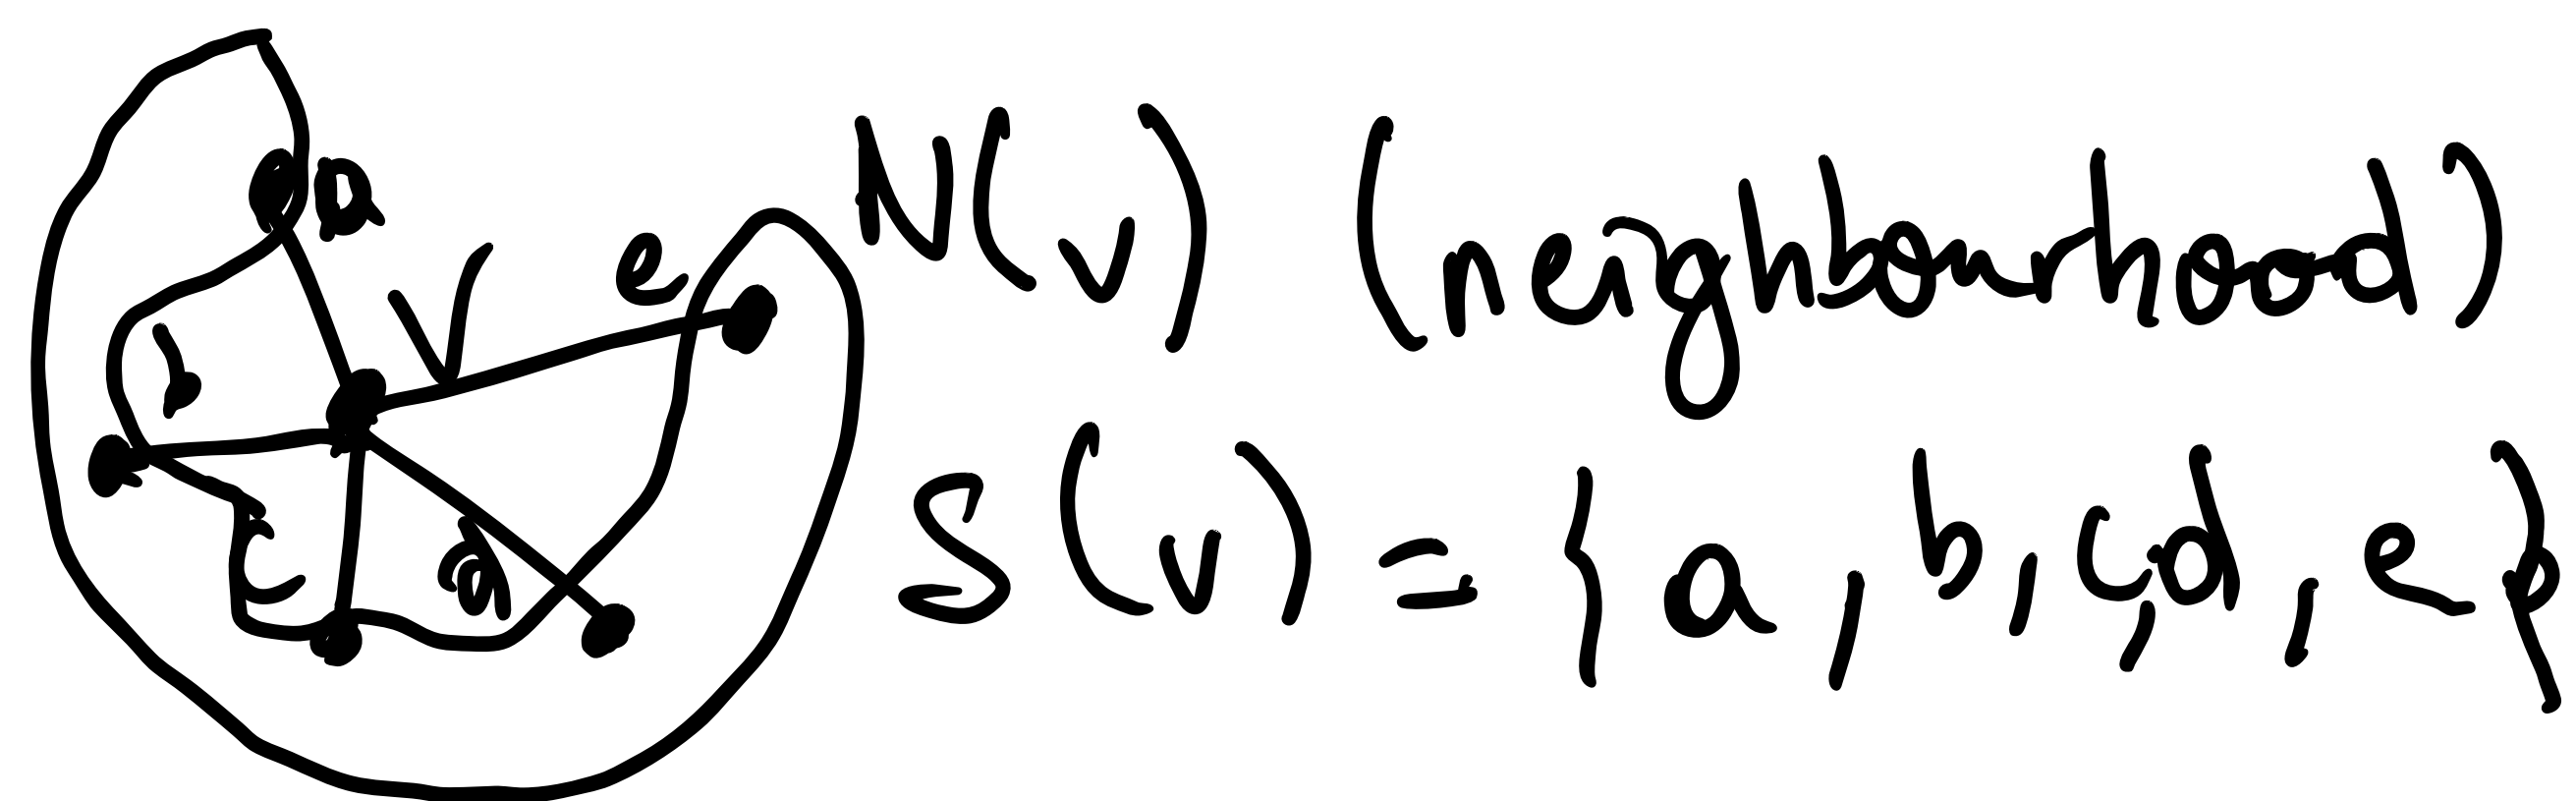 a
v
e
N(v) (neighbourhood)
b
c
d
S(v) = {a, b, c, d, e}